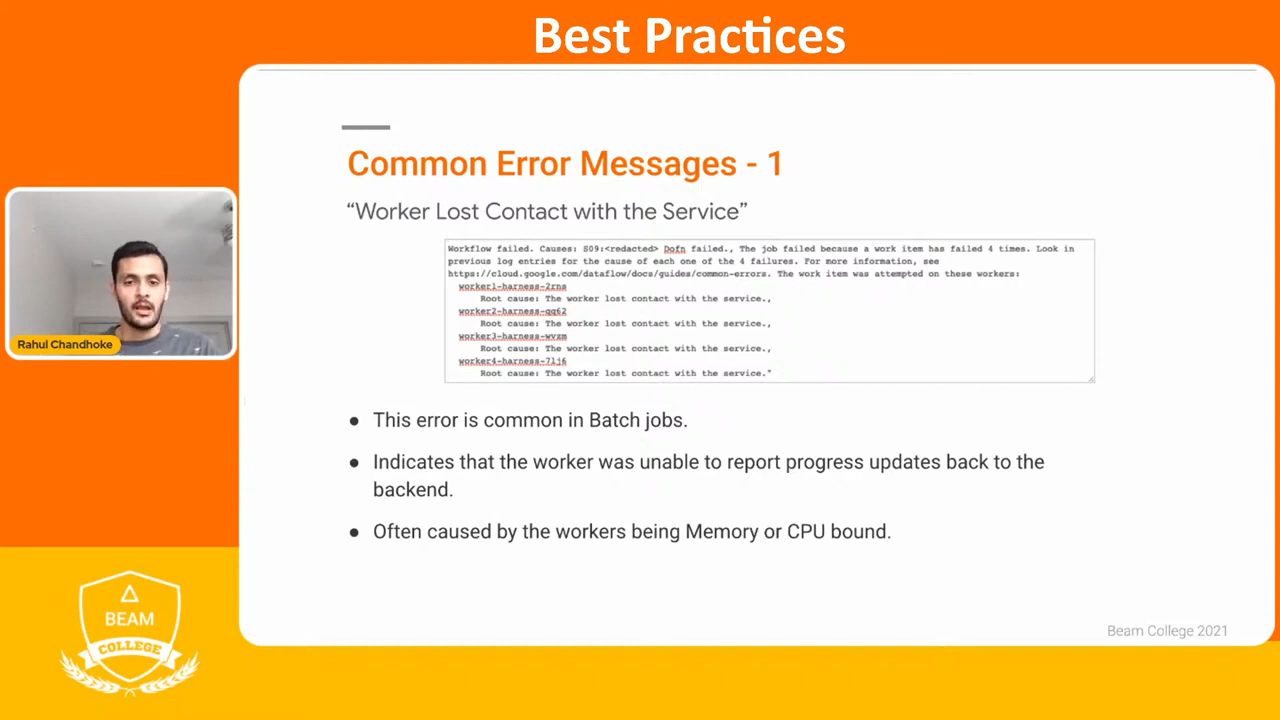 Best Practices
Common Error Messages - 1
“Worker Lost Contact with the Service”
Workflow failed. Causes: S09:<redacted> Dofn failed., The job failed because a work item has failed 4 times. Look in
previous log entries for the cause of each one of the 4 failures. For more information, see
https://cloud.google.com/dataflow/docs/guides/common-errors. The work item was attempted on these workers:
worker1-harness-2rns
Root cause: The worker lost contact with the service.,
worker2-harness-qq62
Root cause: The worker lost contact with the service.,
worker3-harness-wvzm
Root cause: The worker lost contact with the service.,
worker4-harness-7lj6
Root cause: The worker lost contact with the service."
● This error is common in Batch jobs.
● Indicates that the worker was unable to report progress updates back to the
backend.
● Often caused by the workers being Memory or CPU bound.
Rahul Chandhoke
BEAM
COLLEGE
Beam College 2021